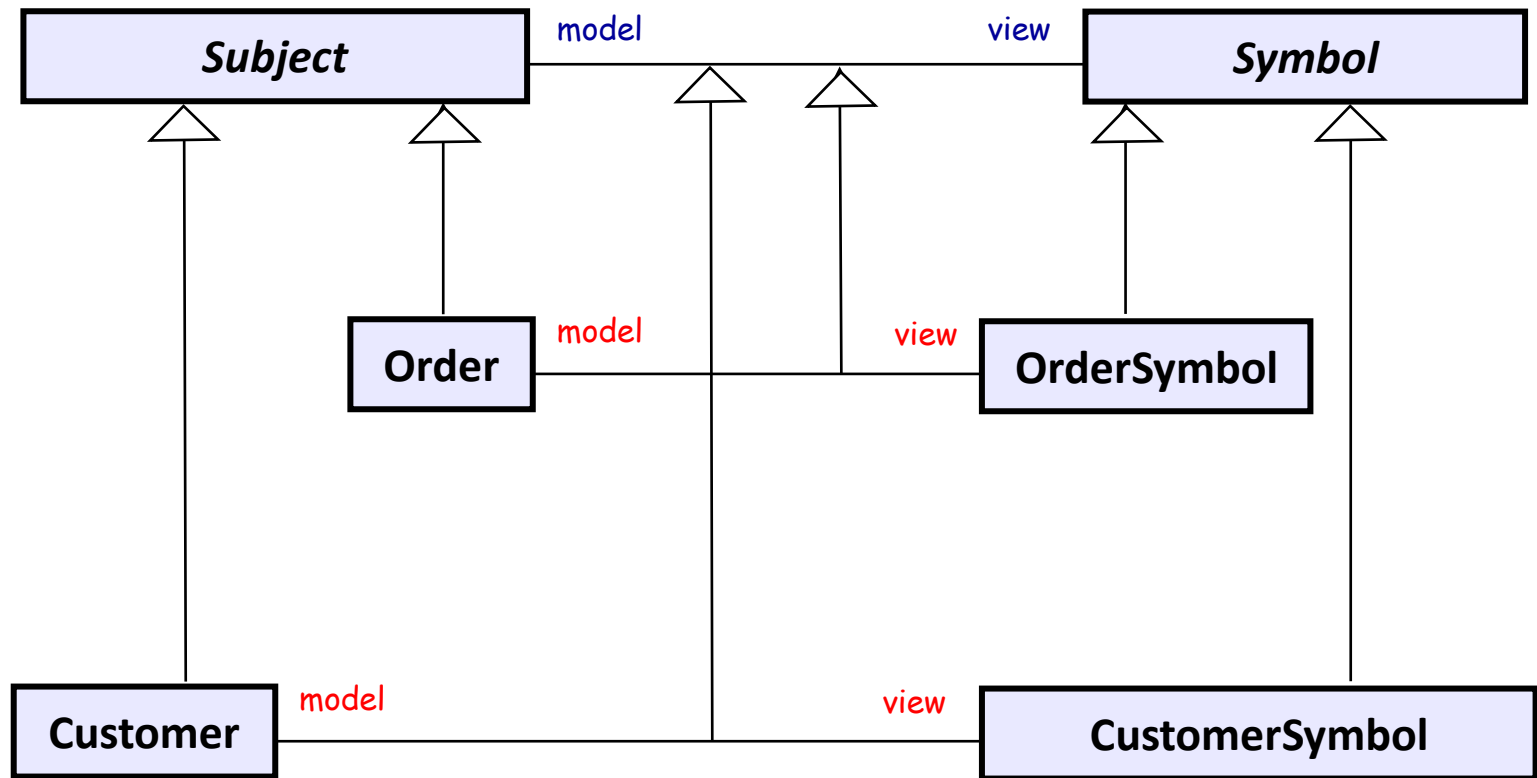 Subject
model
view
Symbol
Order
model
view
OrderSymbol
Customer
model
view
CustomerSymbol